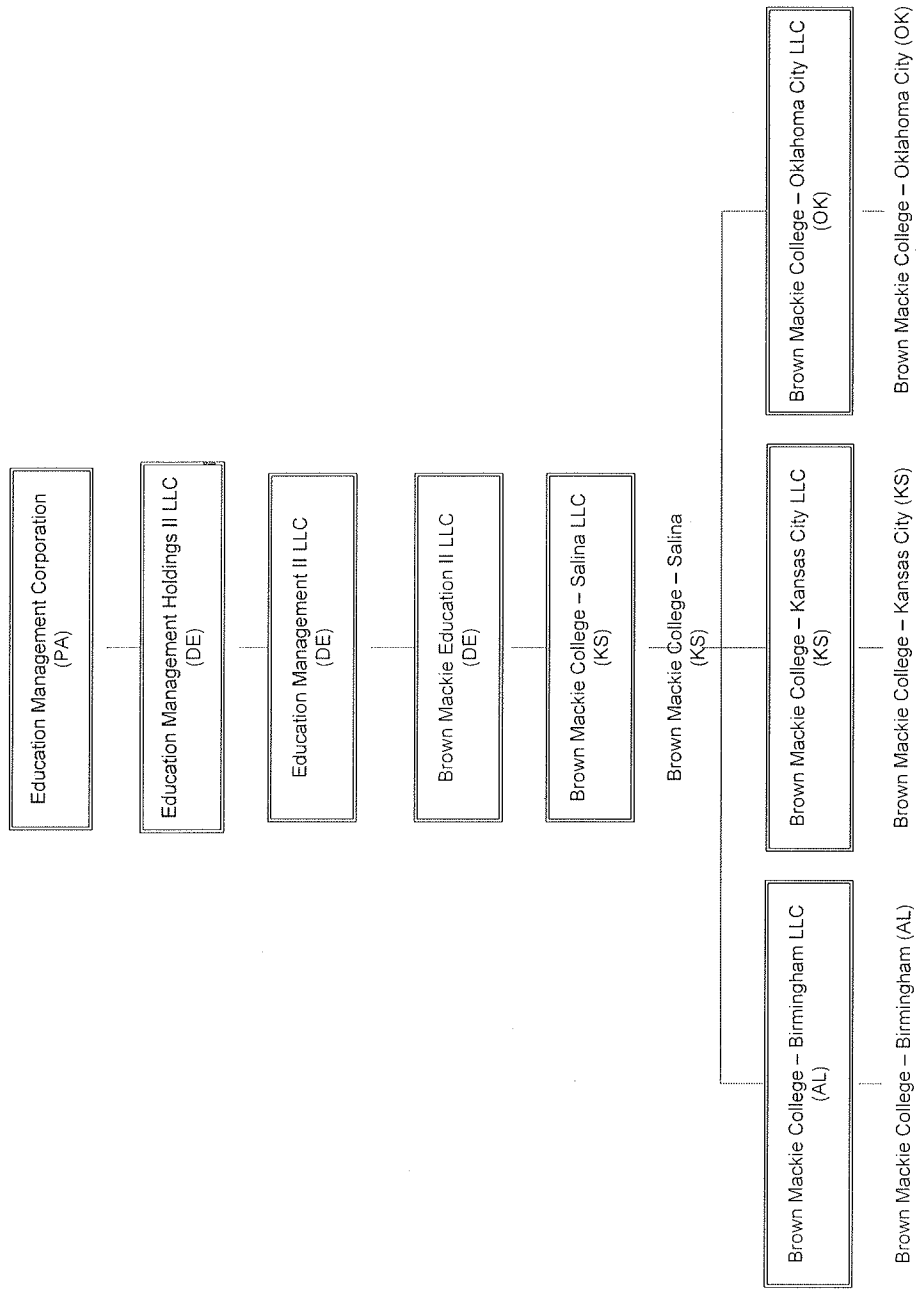 Education Management Corporation
(PA)
Education Management Holdings II LLC
(DE)
Education Management II LLC
(DE)
Brown Mackie Education II LLC
(DE)
Brown Mackie College – Salina LLC
(KS)
Brown Mackie College – Salina
(KS)
Brown Mackie College – Birmingham LLC
(AL)
Brown Mackie College – Birmingham (AL)
Brown Mackie College – Kansas City LLC
(KS)
Brown Mackie College – Kansas City (KS)
Brown Mackie College – Oklahoma City LLC
(OK)
Brown Mackie College – Oklahoma City (OK)